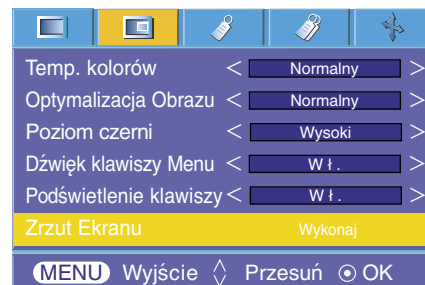 Temp. kolorów < Normalny >
Optymalizacja Obrazu < Normalny >
Poziom czerni < Wysoki >
Dźwięk klawiszy Menu < Wł. >
Podświetlenie klawiszy < Wł. >
Zrzut Ekranu Wykonaj
MENU Wyjście Przesuń OK